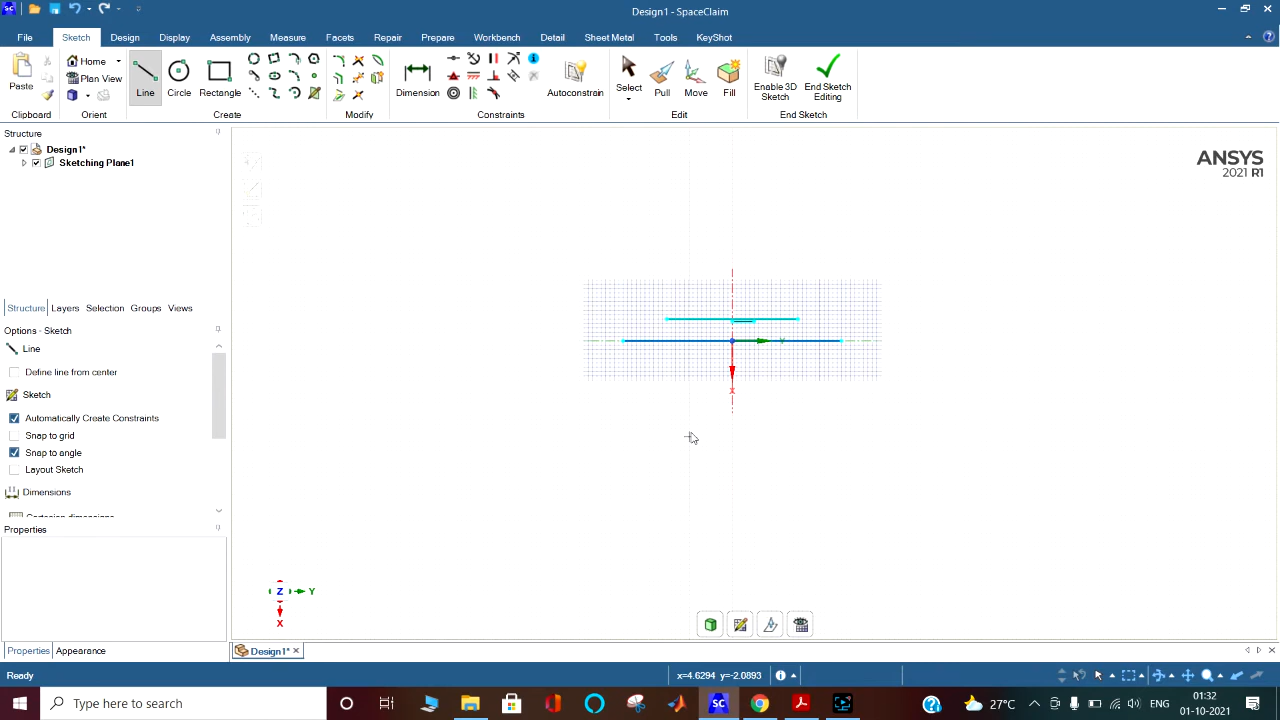 Design1 - SpaceClaim
File Sketch Design Display Assembly Measure Facets Repair Prepare Workbench Detail Sheet Metal Tools KeyShot
Paste Home Plan View Line Circle Rectangle Dimension Autoconstrain Select Pull Move Fill Enable 3D Sketch End Sketch Editing
Clipboard Orient Create Modify Constraints Edit End Sketch
Structure
Design1*
Sketching Plane1
ANSYS
2021 R1
Structure Layers Selection Groups Views
Options - Sketch
Line
Define line from center
Sketch
Automatically Create Constraints
Snap to grid
Snap to angle
Layout Sketch
Dimensions
Cartesian dimensions
Properties
Y
X
Z Y
X
Properties Appearance
Design1*
Ready x=4.6294 y=-2.0893
Type here to search
27°C
ENG
01:32
01-10-2021